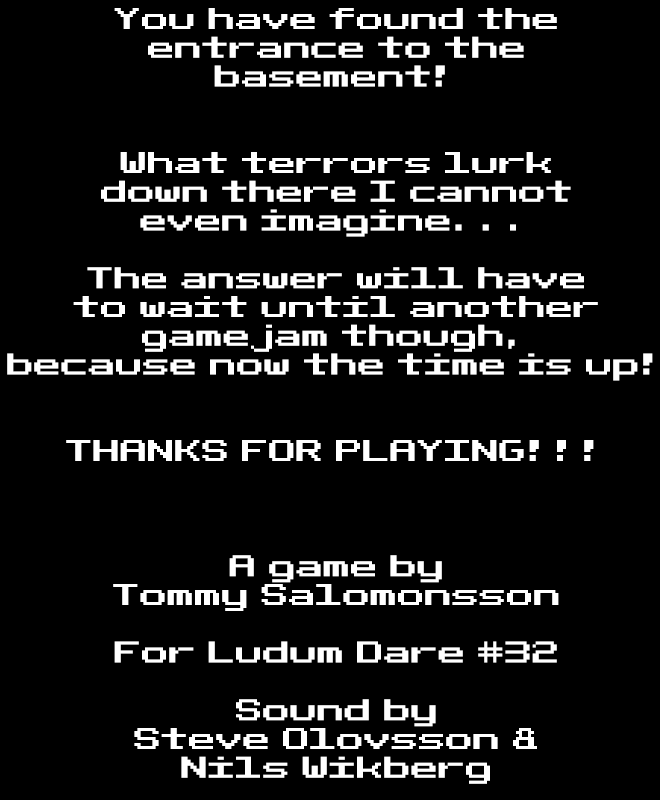 You have found the
entrance to the
basement!
What terrors lurk
down there I cannot
even imagine...
The answer will have
to wait until another
gamejam though,
because now the time is up!
THANKS FOR PLAYING!!!
A game by
Tommy Salomonsson
For Ludum Dare #32
Sound by
Steve Olovsson &
Nils Wikberg